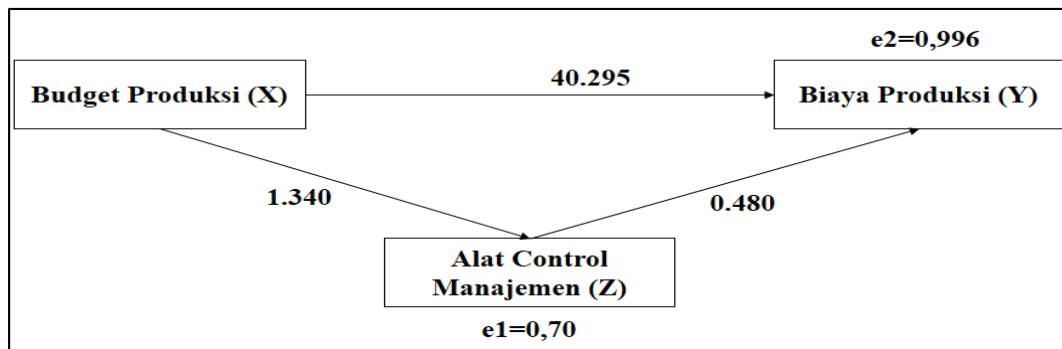 e2=0,996
Budget Produksi (X)
40.295
Biaya Produksi (Y)
1.340
0.480
Alat Control
Manajemen (Z)
e1=0,70